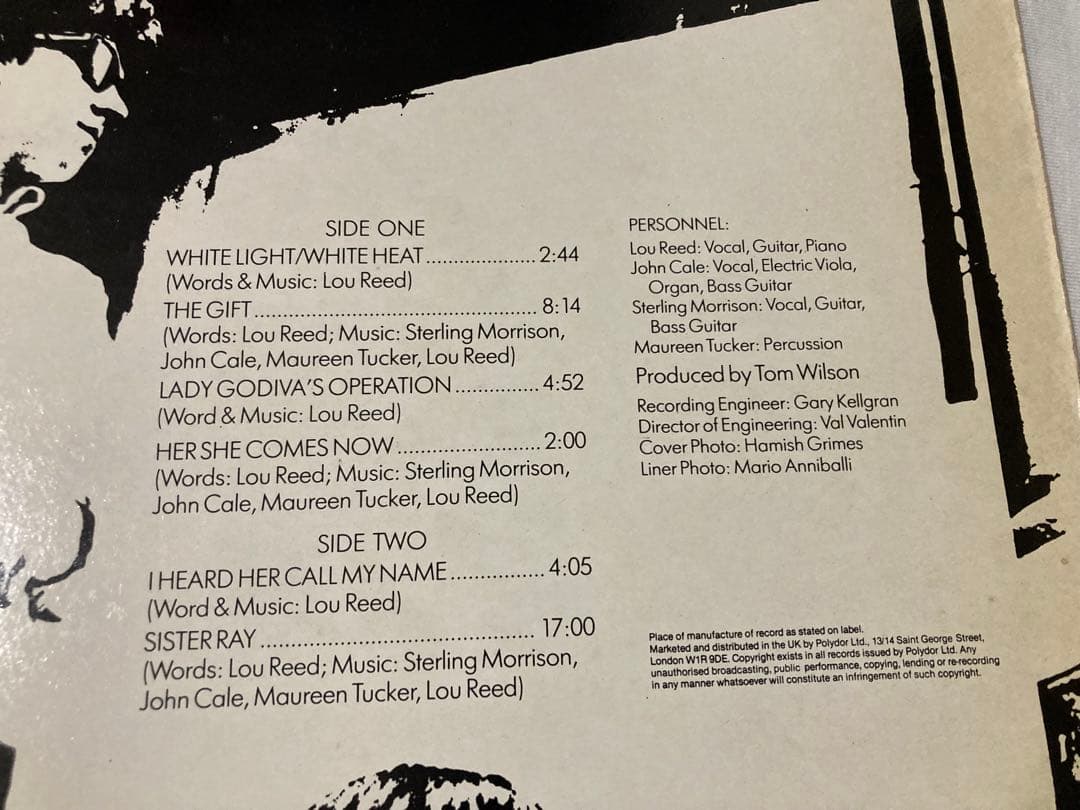 SIDE ONE
WHITE LIGHT/WHITE HEAT .................. 2:44
(Words & Music: Lou Reed)
THE GIFT ................................................ 8:14
(Words: Lou Reed; Music: Sterling Morrison,
John Cale, Maureen Tucker, Lou Reed)
LADY GODIVA'S OPERATION .............. 4:52
(Word & Music: Lou Reed)
HER SHE COMES NOW ........................ 2:00
(Words: Lou Reed; Music: Sterling Morrison,
John Cale, Maureen Tucker, Lou Reed)
SIDE TWO
I HEARD HER CALL MY NAME ................ 4:05
(Word & Music: Lou Reed)
SISTER RAY .............................................. 17:00
(Words: Lou Reed; Music: Sterling Morrison,
John Cale, Maureen Tucker, Lou Reed)
PERSONNEL:
Lou Reed: Vocal, Guitar, Piano
John Cale: Vocal, Electric Viola,
Organ, Bass Guitar
Sterling Morrison: Vocal, Guitar,
Bass Guitar
Maureen Tucker: Percussion
Produced by Tom Wilson
Recording Engineer: Gary Kellgran
Director of Engineering: Val Valentin
Cover Photo: Hamish Grimes
Liner Photo: Mario Anniballi
Place of manufacture of record as stated on label.
Marketed and distributed in the UK by Polydor Ltd., 13/14 Saint George Street,
London W1R 9DE. Copyright exists in all records issued by Polydor Ltd. Any
unauthorised broadcasting, public performance, copying, lending or re-recording
in any manner whatsoever will constitute an infringement of such copyright.